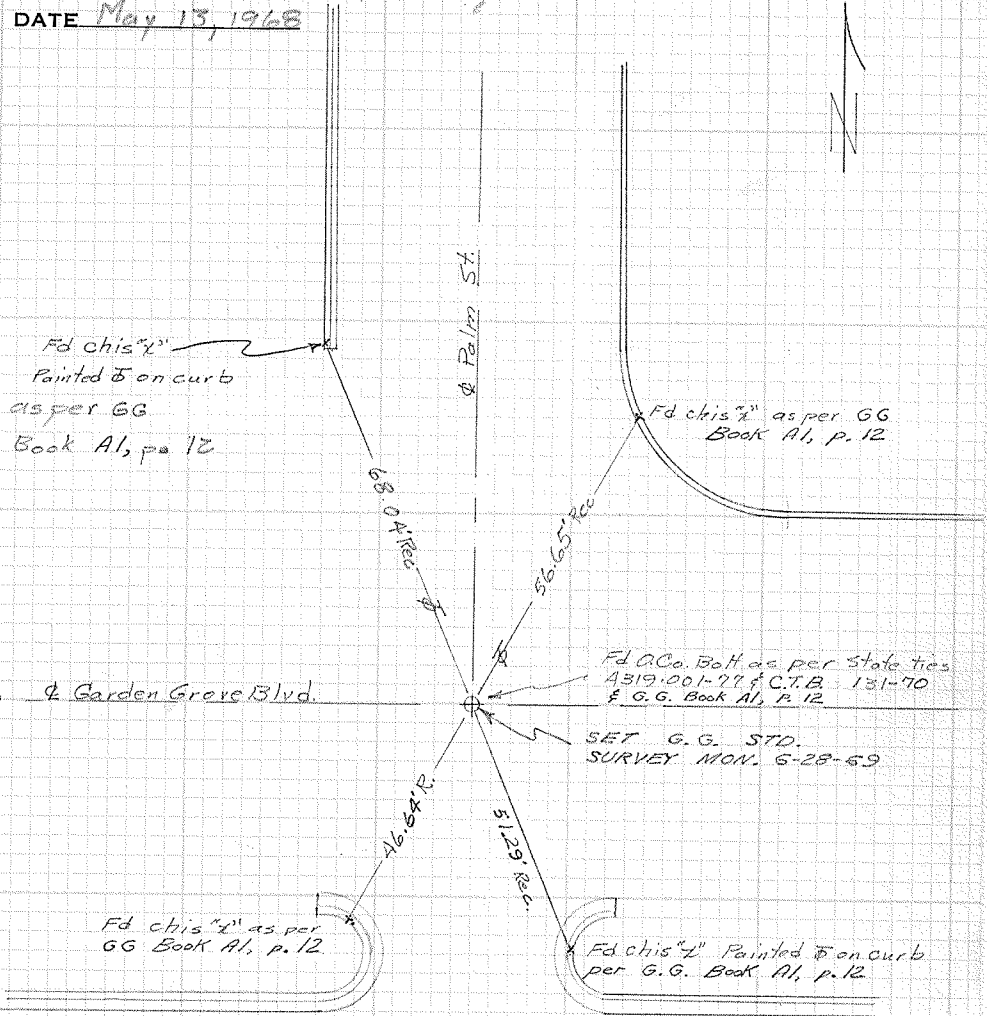 DATE May 13, 1968
N
℄ Palm St.
Fd chis "x"
Painted on curb
as per GG
Book A1, p. 12
Fd chis "x" as per GG
Book A1, p. 12
68.04' Rec
56.65' Rec
Fd O.Co. Bolt as per State ties
A319.001-77 & C.T.B. 131-70
& G.G. Book A1, P. 12
℄ Garden Grove Blvd.
SET G.G. STD.
SURVEY MON. 6-28-69
46.64' R.
51.29' Rec.
Fd chis "x" as per
GG Book A1, p. 12
Fd chis "x" Painted on curb
per G.G. Book A1, p. 12